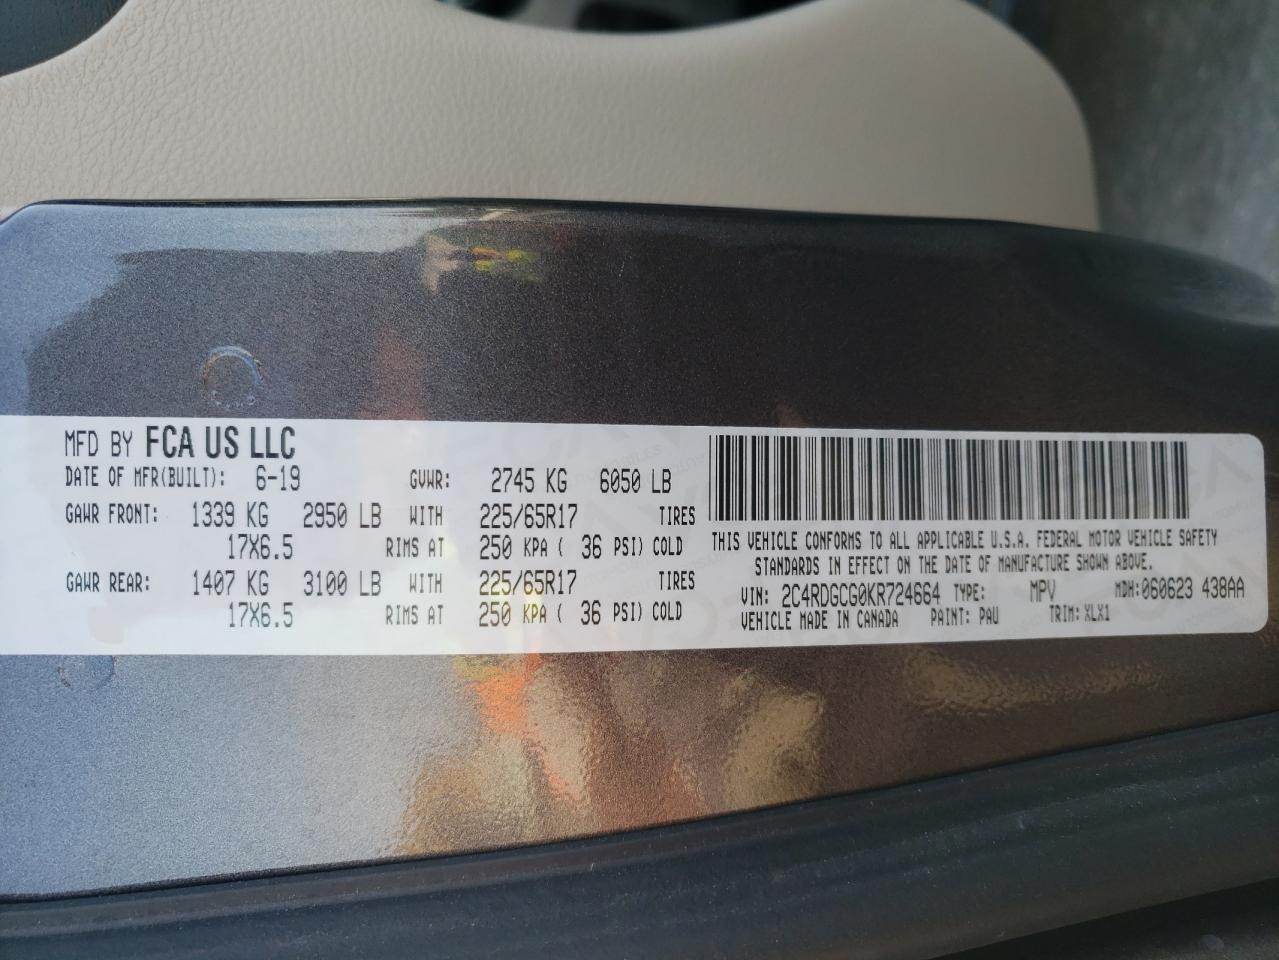 MFD BY FCA US LLC
DATE OF MFR(BUILT): 6-19 GVWR: 2745 KG 6050 LB
GAWR FRONT: 1339 KG 2950 LB WITH 225/65R17 TIRES
17X6.5 RIMS AT 250 KPA ( 36 PSI) COLD
GAWR REAR: 1407 KG 3100 LB WITH 225/65R17 TIRES
17X6.5 RIMS AT 250 KPA ( 36 PSI) COLD
THIS VEHICLE CONFORMS TO ALL APPLICABLE U.S.A. FEDERAL MOTOR VEHICLE SAFETY
STANDARDS IN EFFECT ON THE DATE OF MANUFACTURE SHOWN ABOVE.
VIN: 2C4RDGCG0KR724664 TYPE: MPV MDH: 060623 438AA
VEHICLE MADE IN CANADA PAINT: PAU TRIM: XLX1